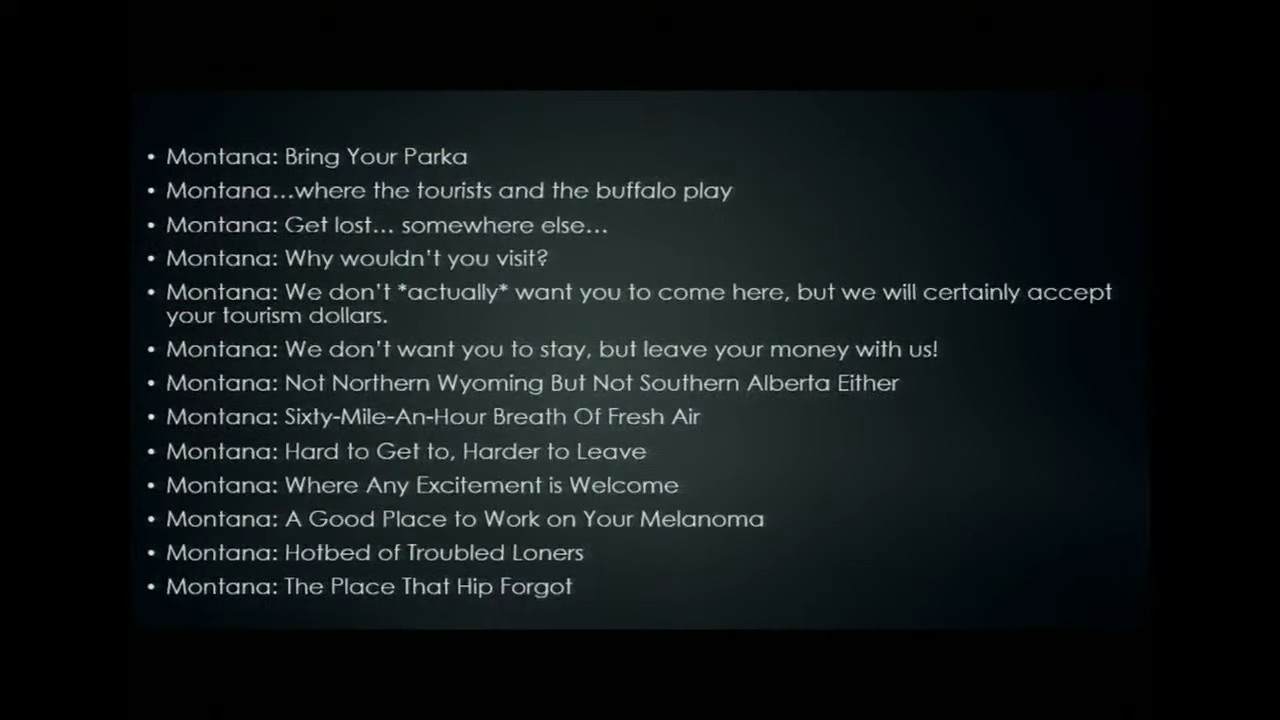 • Montana: Bring Your Parka
• Montana...where the tourists and the buffalo play
• Montana: Get lost... somewhere else...
• Montana: Why wouldn't you visit?
• Montana: We don't *actually* want you to come here, but we will certainly accept
your tourism dollars.
• Montana: We don't want you to stay, but leave your money with us!
• Montana: Not Northern Wyoming But Not Southern Alberta Either
• Montana: Sixty-Mile-An-Hour Breath Of Fresh Air
• Montana: Hard to Get to, Harder to Leave
• Montana: Where Any Excitement is Welcome
• Montana: A Good Place to Work on Your Melanoma
• Montana: Hotbed of Troubled Loners
• Montana: The Place That Hip Forgot